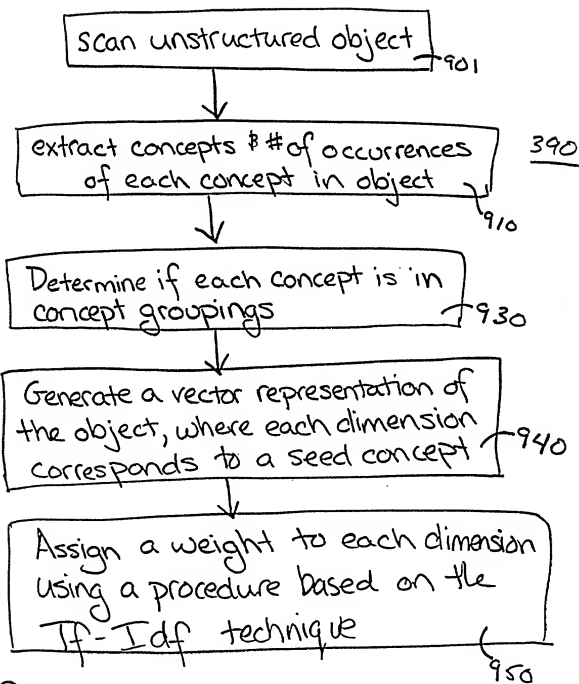 scan unstructured object
901
extract concepts & # of occurrences
of each concept in object
390
910
Determine if each concept is in
concept groupings
930
Generate a vector representation of
the object, where each dimension
corresponds to a seed concept
940
Assign a weight to each dimension
using a procedure based on the
Tf-Idf technique
950